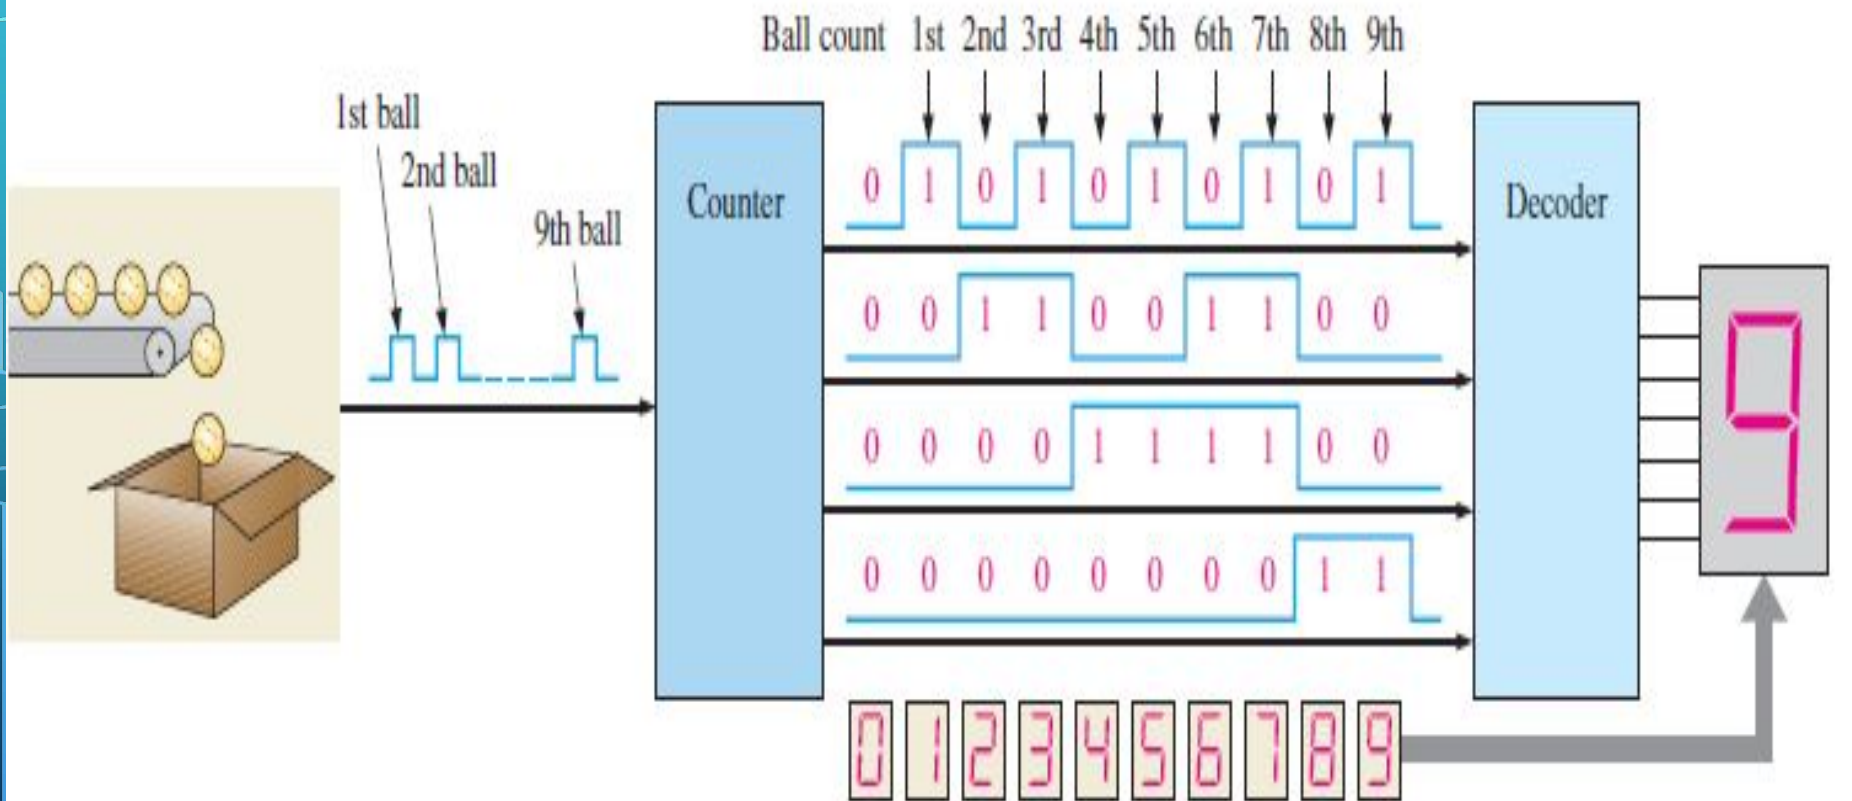 Ball count 1st 2nd 3rd 4th 5th 6th 7th 8th 9th
1st ball
2nd ball
9th ball
Counter
0 1 0 1 0 1 0 1 0 1
0 0 1 1 0 0 1 1 0 0
0 0 0 0 1 1 1 1 0 0
0 0 0 0 0 0 0 0 1 1
Decoder
9
0 1 2 3 4 5 6 7 8 9